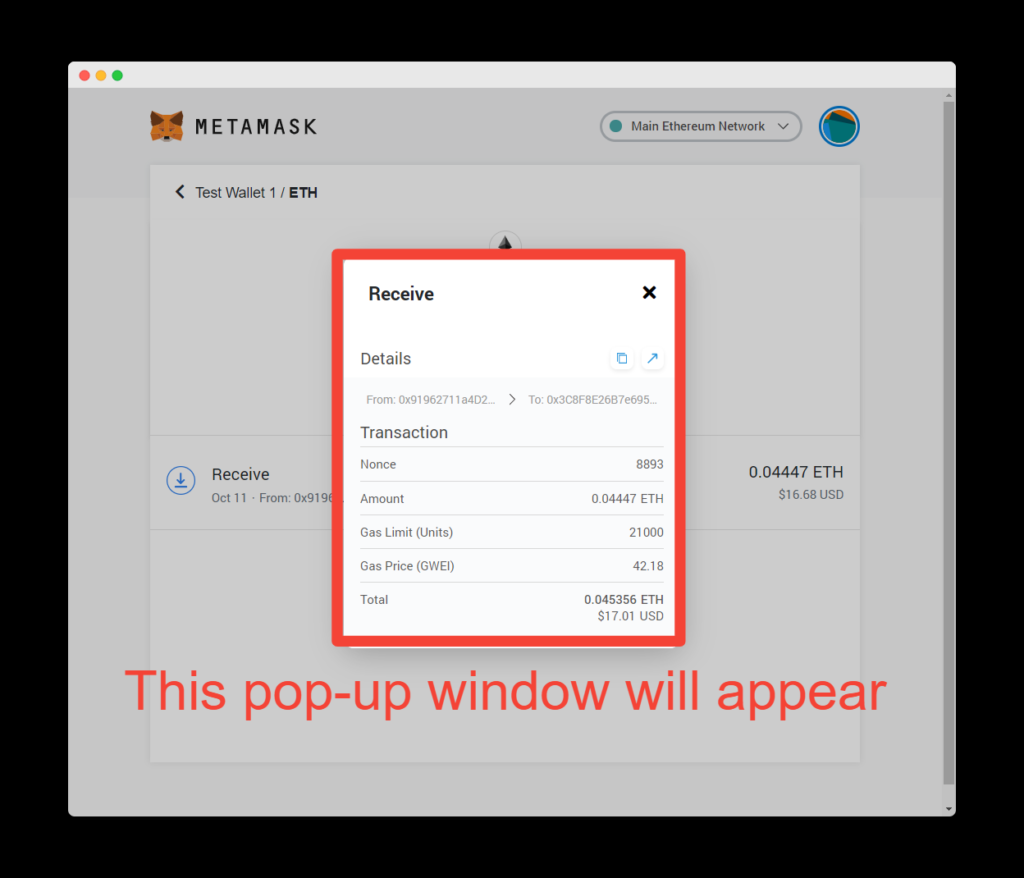 METAMASK
Main Ethereum Network
Test Wallet 1 / ETH
Receive
Details
From: 0x91962711a4D2... To: 0x3C8F8E26B7e695...
Transaction
Nonce 8893
Amount 0.04447 ETH
Gas Limit (Units) 21000
Gas Price (GWEI) 42.18
Total 0.045356 ETH
$17.01 USD
Receive 0.04447 ETH
Oct 11 · From: 0x9196 $16.68 USD
This pop-up window will appear